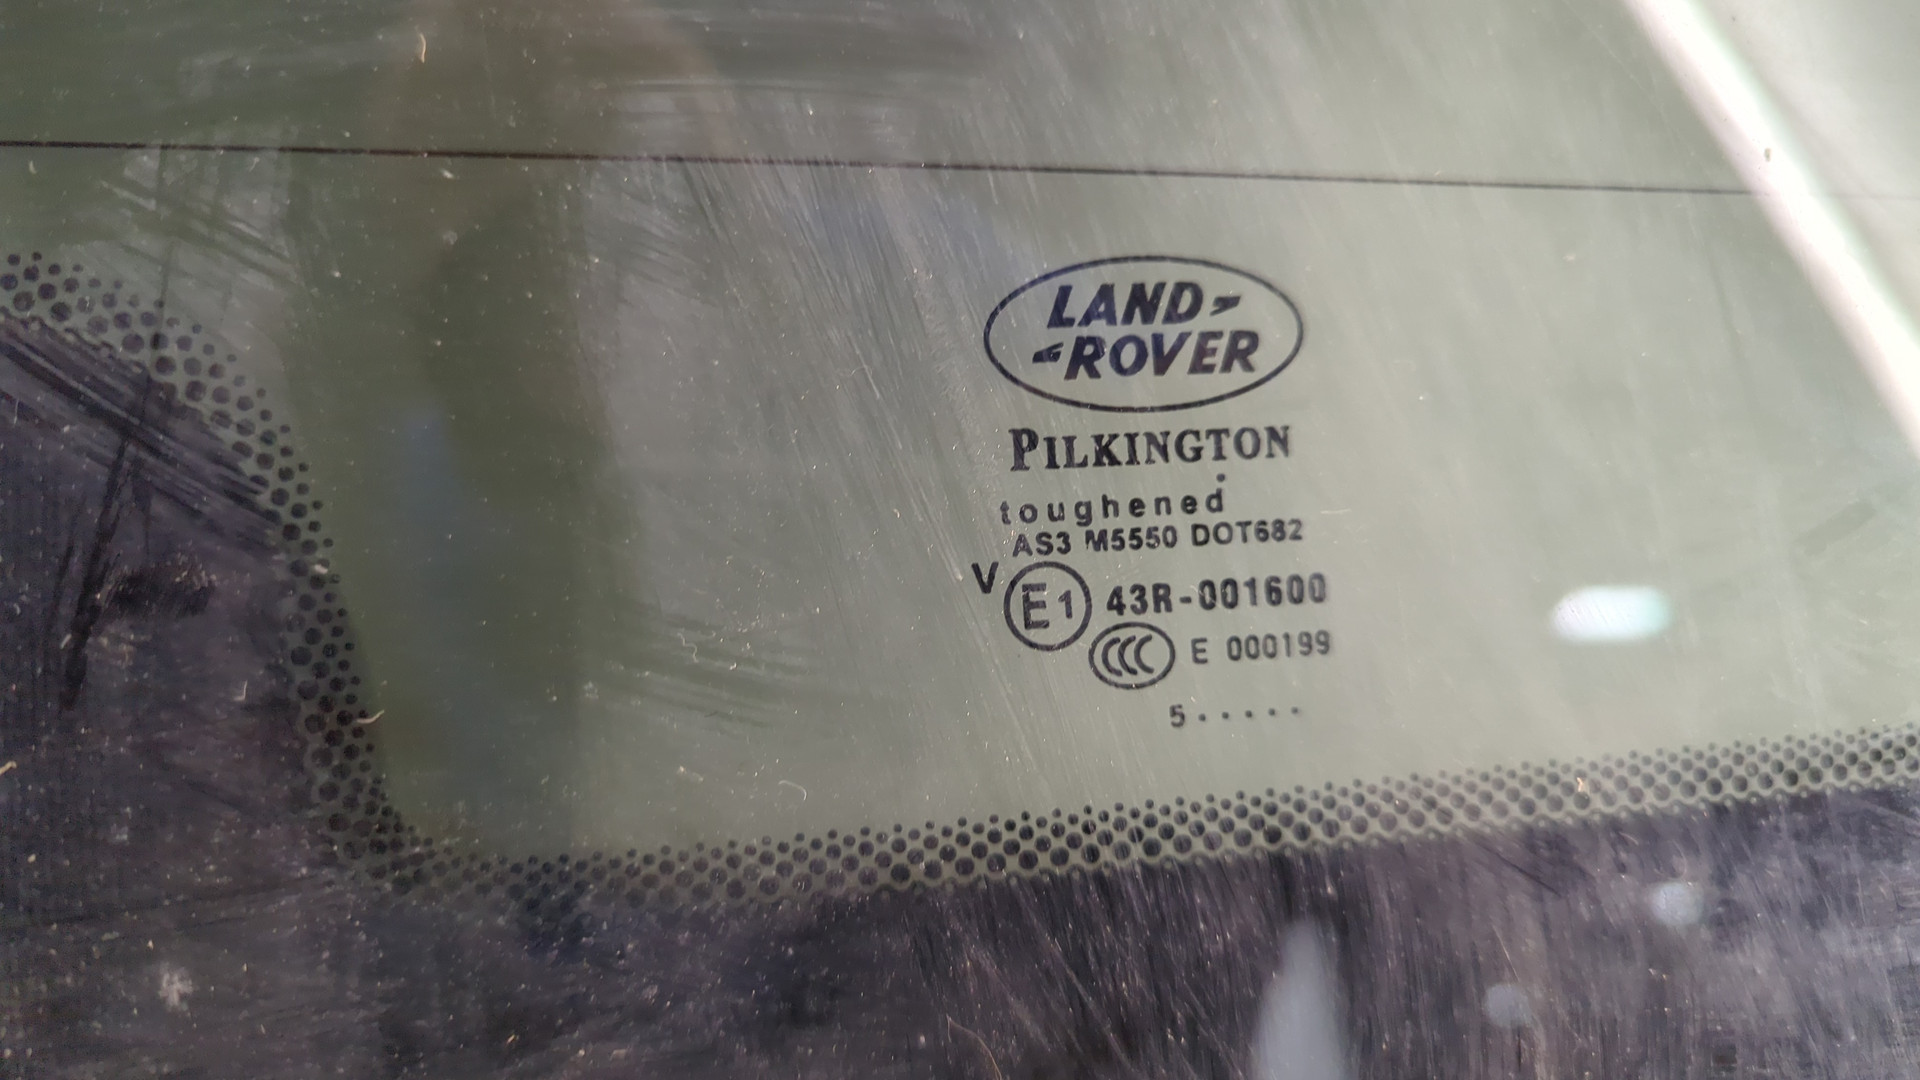 LAND
ROVER
PILKINGTON
toughened
AS3 M5550 DOT682
V E1 43R-001600
CCC E 000199
5.....